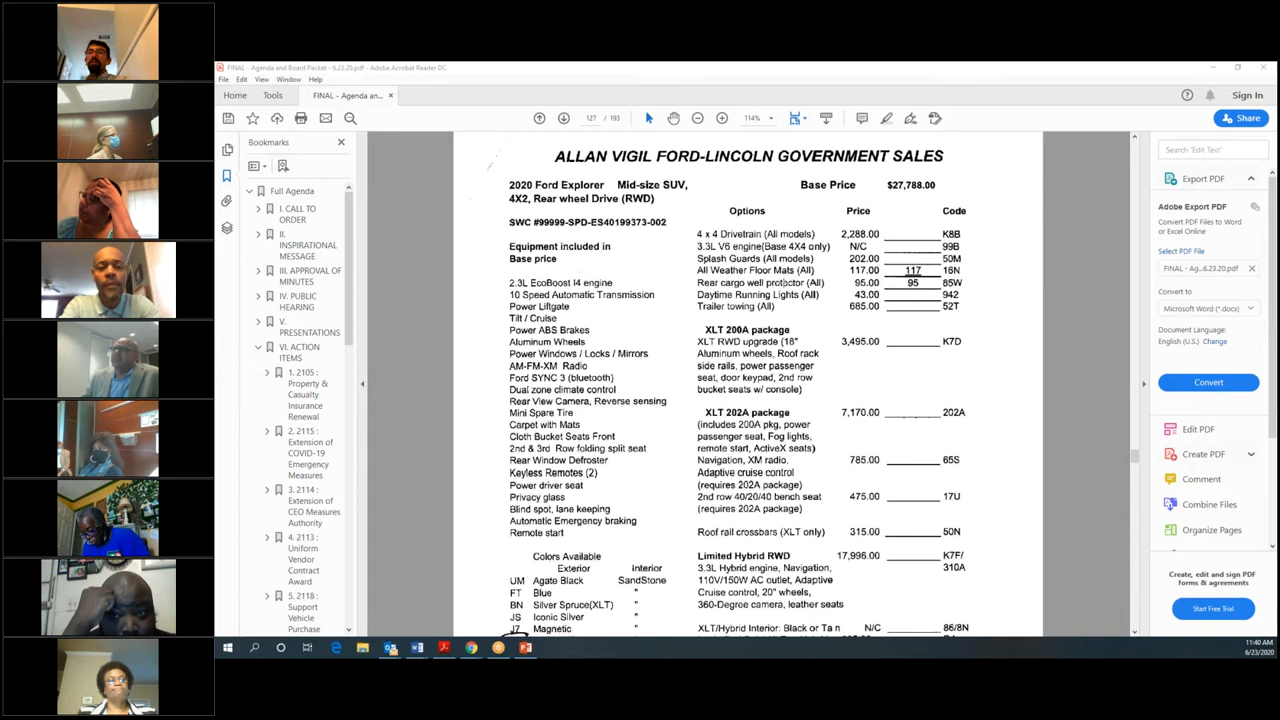 FINAL - Agenda and Board Packet - 6.23.20.pdf - Adobe Acrobat Reader DC
File Edit View Window Help
Home Tools FINAL - Agenda an... × Sign In
127 / 193 114% Share
Bookmarks ×
Full Agenda
I. CALL TO
ORDER
II.
INSPIRATIONAL
MESSAGE
III. APPROVAL OF
MINUTES
IV. PUBLIC
HEARING
V.
PRESENTATIONS
VI. ACTION
ITEMS
1. 2105 :
Property &
Casualty
Insurance
Renewal
2. 2115 :
Extension of
COVID-19
Emergency
Measures
3. 2114 :
Extension of
CEO Measures
Authority
4. 2113 :
Uniform
Vendor
Contract
Award
5. 2118 :
Support
Vehicle
Purchase
ALLAN VIGIL FORD-LINCOLN GOVERNMENT SALES
2020 Ford Explorer Mid-size SUV, Base Price $27,788.00
4X2, Rear wheel Drive (RWD)
Options Price Code
SWC #99999-SPD-ES40199373-002
4 x 4 Drivetrain (All models) 2,288.00 K8B
Equipment included in 3.3L V6 engine(Base 4X4 only) N/C 99B
Base price Splash Guards (All models) 202.00 50M
All Weather Floor Mats (All) 117.00 117 16N
2.3L EcoBoost I4 engine Rear cargo well protector (All) 95.00 95 85W
10 Speed Automatic Transmission Daytime Running Lights (All) 43.00 942
Power Liftgate Trailer towing (All) 685.00 52T
Tilt / Cruise
Power ABS Brakes XLT 200A package
Aluminum Wheels XLT RWD upgrade (18" 3,495.00 K7D
Power Windows / Locks / Mirrors Aluminum wheels, Roof rack
AM-FM-XM Radio side rails, power passenger
Ford SYNC 3 (bluetooth) seat, door keypad, 2nd row
Dual zone climate control bucket seats w/ console)
Rear View Camera, Reverse sensing
Mini Spare Tire XLT 202A package 7,170.00 202A
Carpet with Mats (includes 200A pkg, power
Cloth Bucket Seats Front passenger seat, Fog lights,
2nd & 3rd Row folding split seat remote start, ActiveX seats)
Rear Window Defroster Navigation, XM radio, 785.00 65S
Keyless Remotes (2) Adaptive cruise control
Power driver seat (requires 202A package)
Privacy glass 2nd row 40/20/40 bench seat 475.00 17U
Blind spot, lane keeping (requires 202A package)
Automatic Emergency braking
Remote start Roof rail crossbars (XLT only) 315.00 50N
Colors Available Limited Hybrid RWD 17,996.00 K7F/
Exterior Interior 3.3L Hybrid engine, Navigation, 310A
UM Agate Black SandStone 110V/150W AC outlet, Adaptive
FT Blue " Cruise control, 20" wheels,
BN Silver Spruce(XLT) " 360-Degree camera, leather seats
JS Iconic Silver "
J7 Magnetic " XLT/Hybrid Interior: Black or Tan N/C 86/8N
Search 'Edit Text'
Export PDF
Adobe Export PDF
Convert PDF Files to Word
or Excel Online
Select PDF File
FINAL - Ag...6.23.20.pdf ×
Convert to
Microsoft Word (*.docx)
Document Language:
English (U.S.) Change
Convert
Edit PDF
Create PDF
Comment
Combine Files
Organize Pages
Create, edit and sign PDF
forms & agreements
Start Free Trial
11:40 AM
6/23/2020